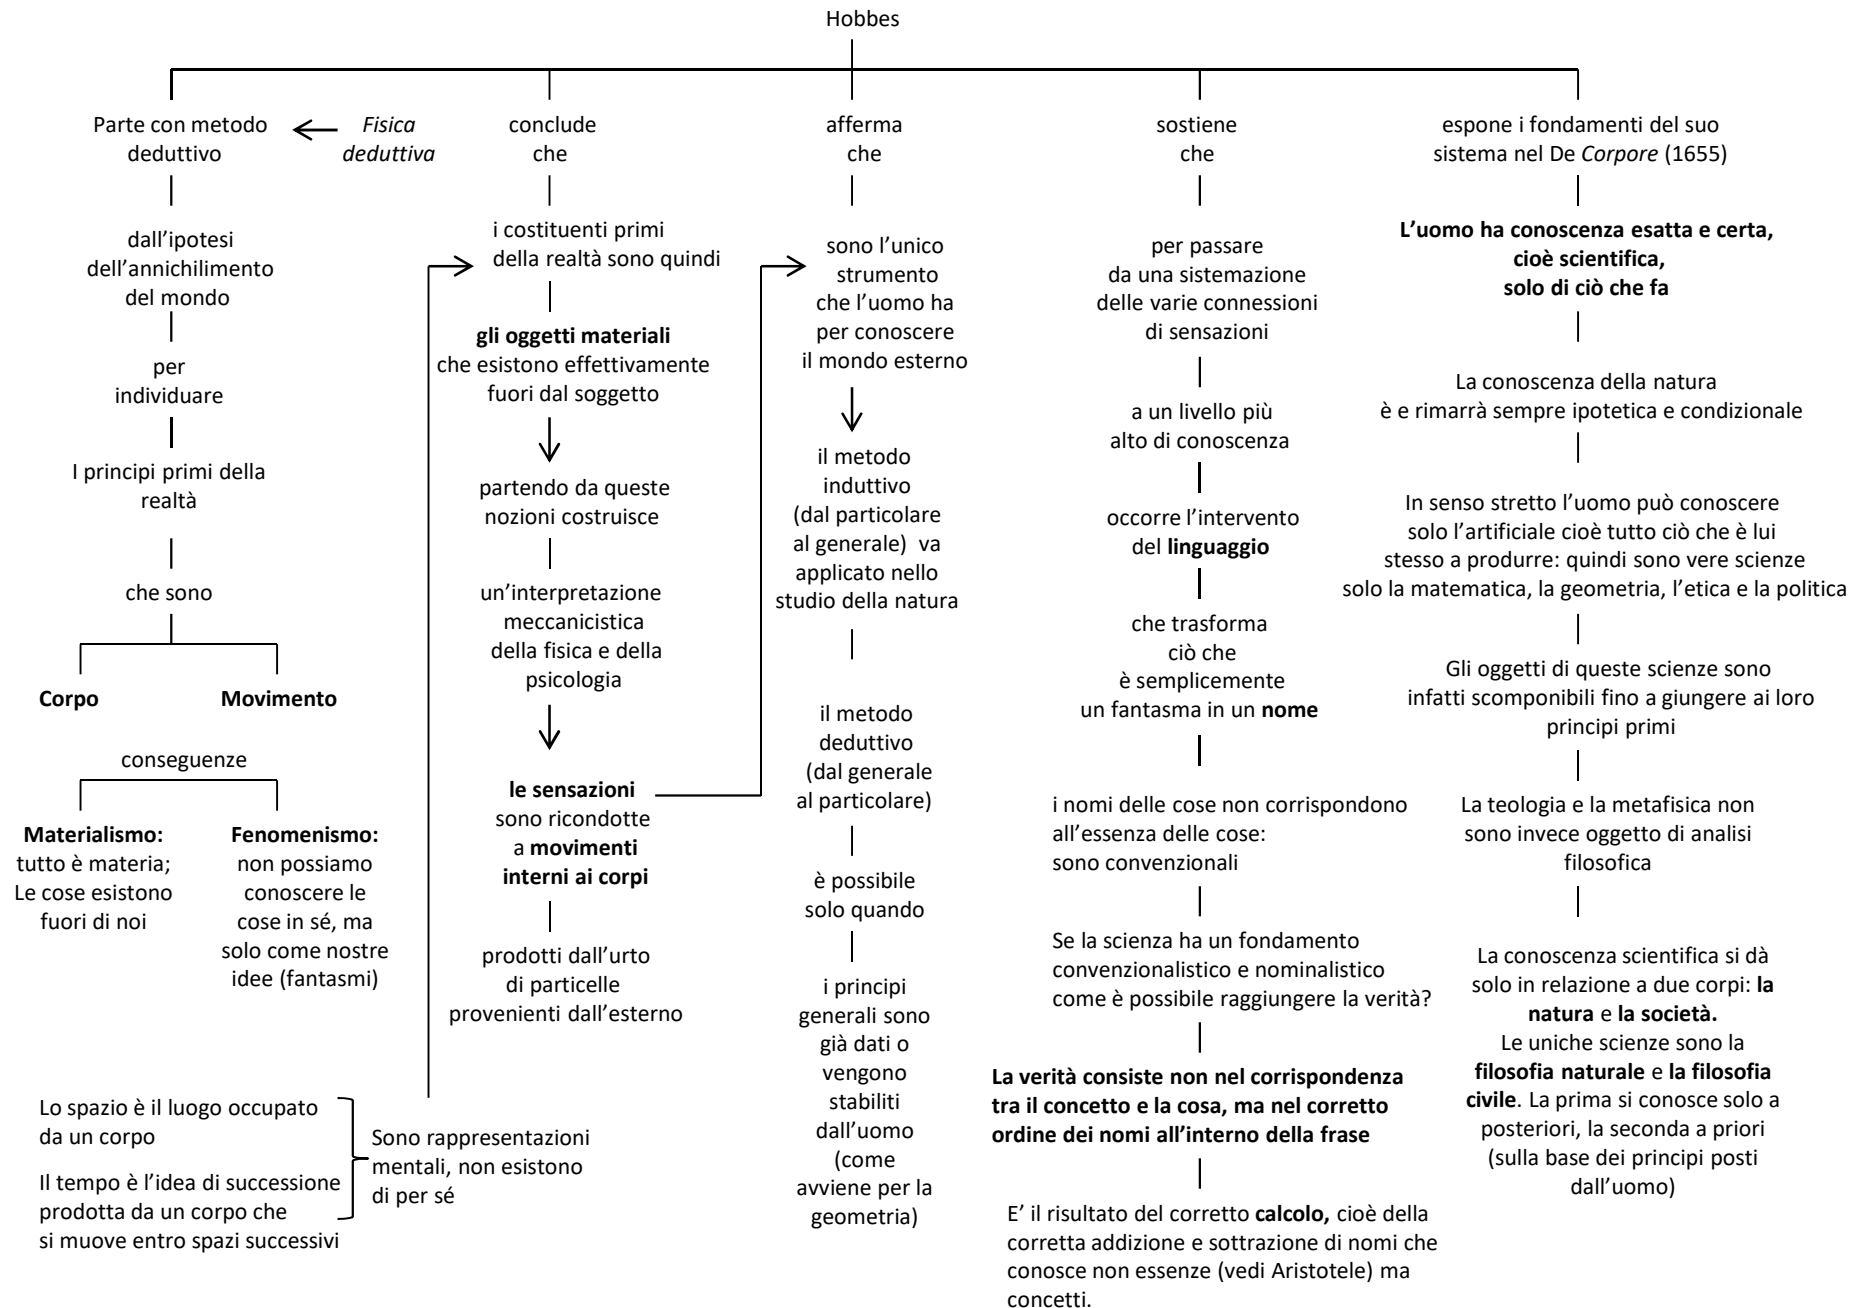 Hobbes
Parte con metodo
deduttivo
Fisica
deduttiva
dall’ipotesi
dell’annichilimento
del mondo
per
individuare
I principi primi della
realtà
che sono
Corpo
Movimento
conseguenze
Materialismo:
tutto è materia;
Le cose esistono
fuori di noi
Fenomenismo:
non possiamo
conoscere le
cose in sé, ma
solo come nostre
idee (fantasmi)
Lo spazio è il luogo occupato
da un corpo
Il tempo è l’idea di successione
prodotta da un corpo che
si muove entro spazi successivi
Sono rappresentazioni
mentali, non esistono
di per sé
conclude
che
i costituenti primi
della realtà sono quindi
gli oggetti materiali
che esistono effettivamente
fuori dal soggetto
partendo da queste
nozioni costruisce
un’interpretazione
meccanicistica
della fisica e della
psicologia
le sensazioni
sono ricondotte
a movimenti
interni ai corpi
prodotti dall’urto
di particelle
provenienti dall’esterno
afferma
che
sono l’unico
strumento
che l’uomo ha
per conoscere
il mondo esterno
il metodo
induttivo
(dal particolare
al generale) va
applicato nello
studio della natura
il metodo
deduttivo
(dal generale
al particolare)
è possibile
solo quando
i principi
generali sono
già dati o
vengono
stabiliti
dall’uomo
(come
avviene per la
geometria)
sostiene
che
per passare
da una sistemazione
delle varie connessioni
di sensazioni
a un livello più
alto di conoscenza
occorre l’intervento
del linguaggio
che trasforma
ciò che
è semplicemente
un fantasma in un nome
i nomi delle cose non corrispondono
all’essenza delle cose:
sono convenzionali
Se la scienza ha un fondamento
convenzionalistico e nominalistico
come è possibile raggiungere la verità?
La verità consiste non nel corrispondenza
tra il concetto e la cosa, ma nel corretto
ordine dei nomi all’interno della frase
E’ il risultato del corretto calcolo, cioè della
corretta addizione e sottrazione di nomi che
conosce non essenze (vedi Aristotele) ma
concetti.
espone i fondamenti del suo
sistema nel De Corpore (1655)
L’uomo ha conoscenza esatta e certa,
cioè scientifica,
solo di ciò che fa
La conoscenza della natura
è e rimarrà sempre ipotetica e condizionale
In senso stretto l’uomo può conoscere
solo l’artificiale cioè tutto ciò che è lui
stesso a produrre: quindi sono vere scienze
solo la matematica, la geometria, l’etica e la politica
Gli oggetti di queste scienze sono
infatti scomponibili fino a giungere ai loro
principi primi
La teologia e la metafisica non
sono invece oggetto di analisi
filosofica
La conoscenza scientifica si dà
solo in relazione a due corpi: la
natura e la società.
Le uniche scienze sono la
filosofia naturale e la filosofia
civile. La prima si conosce solo a
posteriori, la seconda a priori
(sulla base dei principi posti
dall’uomo)